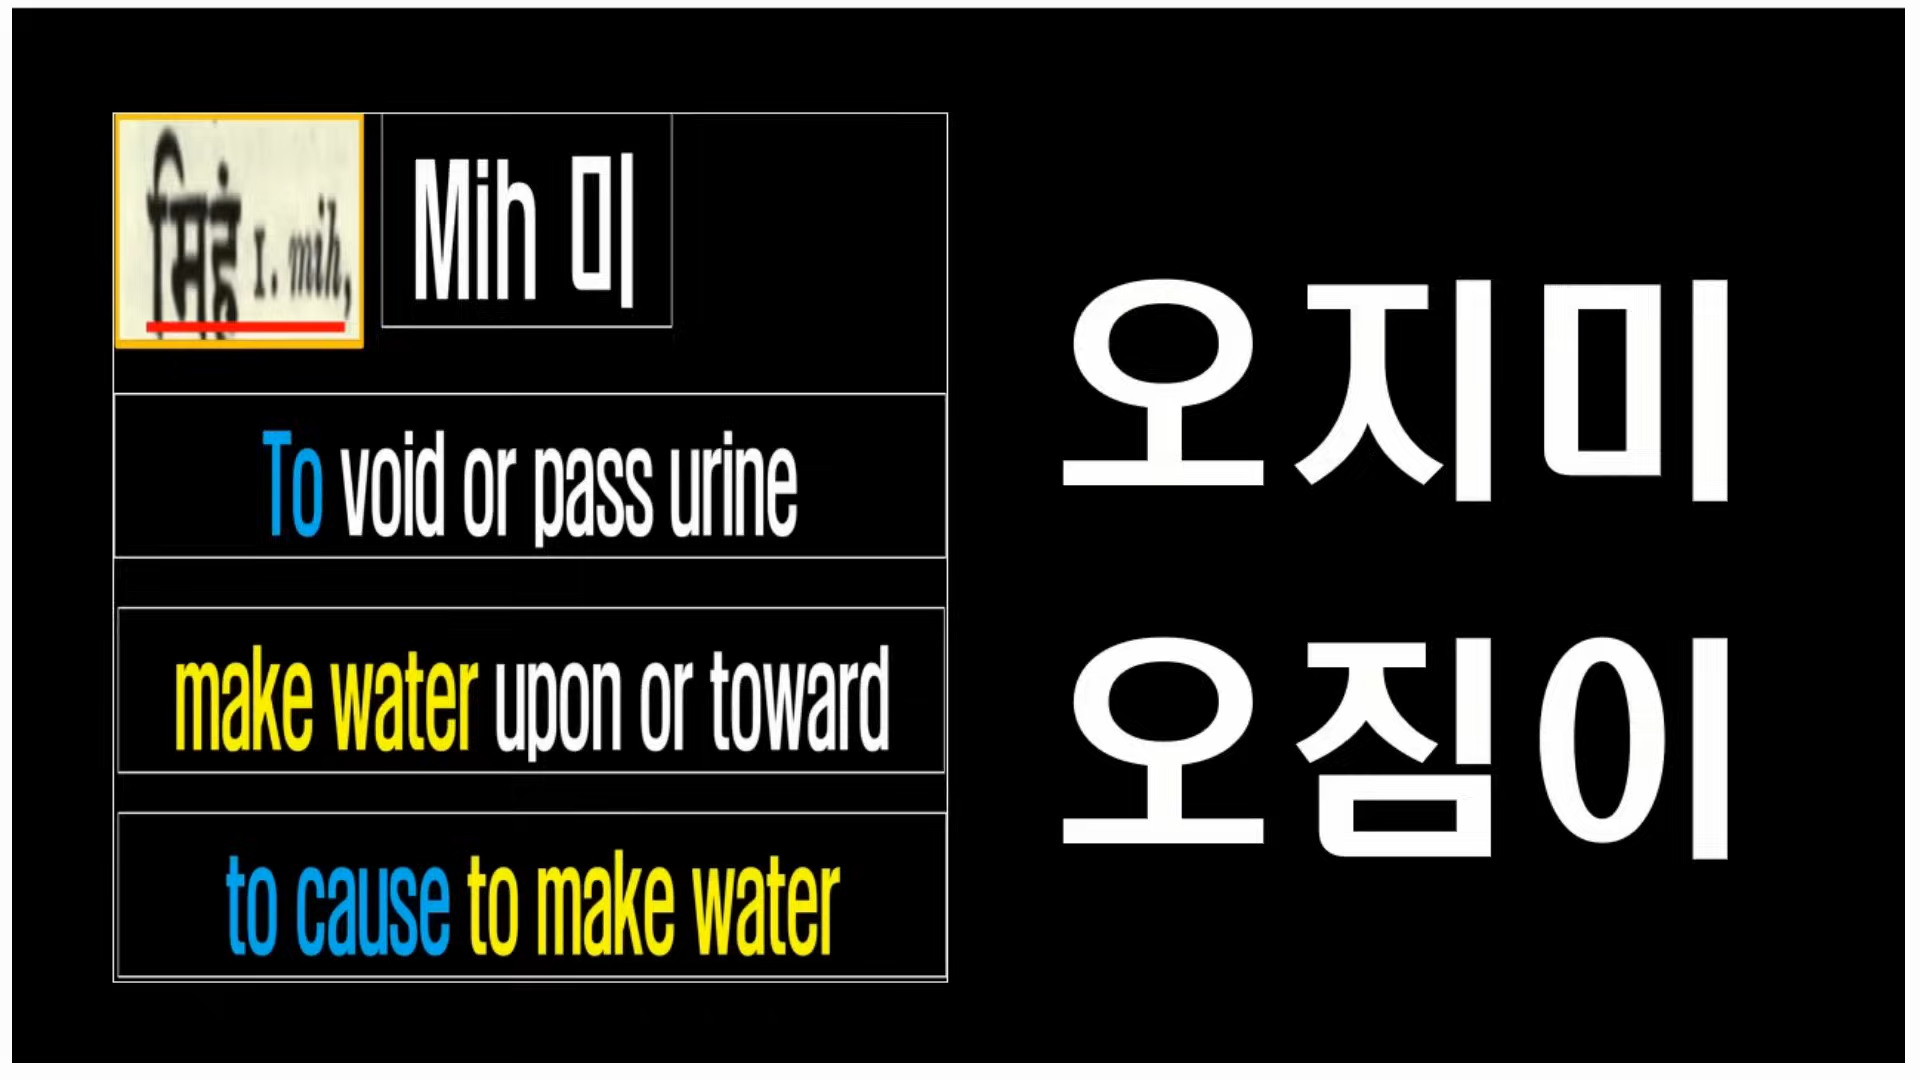 मिहं 1. mih,
Mih 미
To void or pass urine
make water upon or toward
to cause to make water
오지미
오짐이